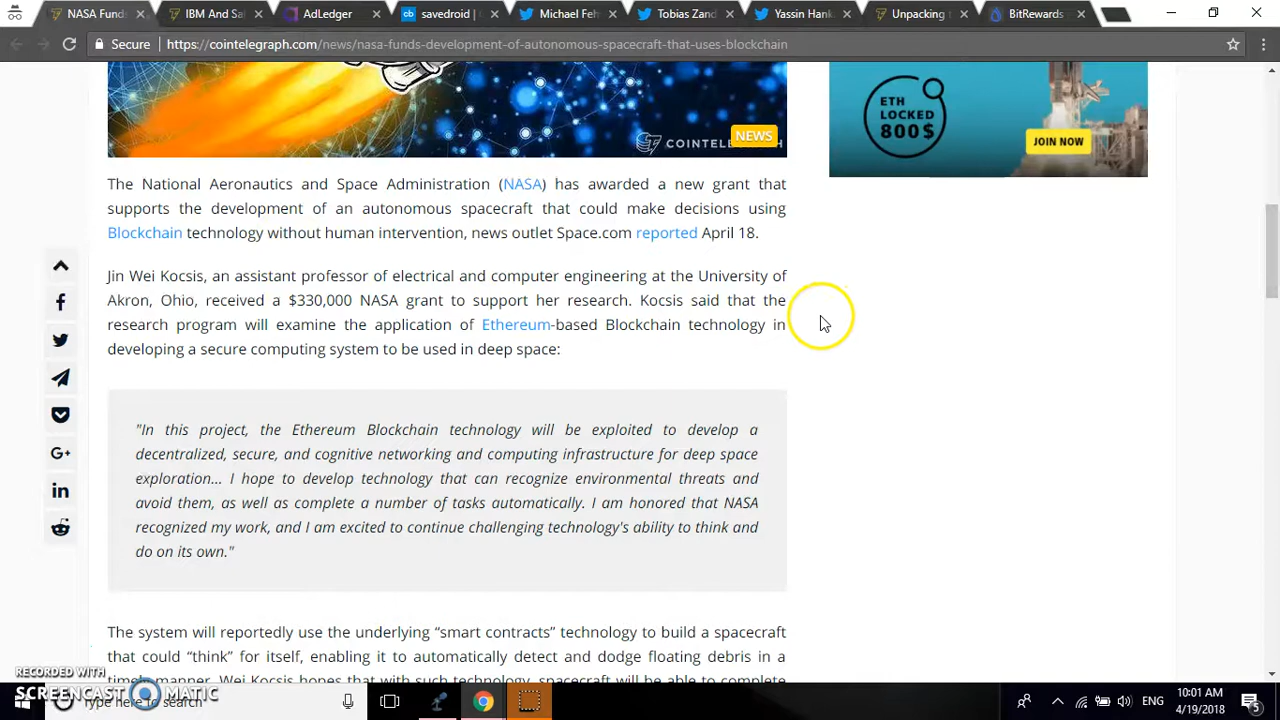 NASA Fund
IBM And Sa
AdLedger
savedroid |
Michael Feh
Tobias Zand
Yassin Hank
Unpacking
BitRewards
Secure
https://cointelegraph.com/news/nasa-funds-development-of-autonomous-spacecraft-that-uses-blockchain
NEWS
ETH
LOCKED
800$
JOIN NOW
The National Aeronautics and Space Administration (NASA) has awarded a new grant that
supports the development of an autonomous spacecraft that could make decisions using
Blockchain technology without human intervention, news outlet Space.com reported April 18.
Jin Wei Kocsis, an assistant professor of electrical and computer engineering at the University of
Akron, Ohio, received a $330,000 NASA grant to support her research. Kocsis said that the
research program will examine the application of Ethereum-based Blockchain technology in
developing a secure computing system to be used in deep space:
"In this project, the Ethereum Blockchain technology will be exploited to develop a
decentralized, secure, and cognitive networking and computing infrastructure for deep space
exploration... I hope to develop technology that can recognize environmental threats and
avoid them, as well as complete a number of tasks automatically. I am honored that NASA
recognized my work, and I am excited to continue challenging technology's ability to think and
do on its own."
The system will reportedly use the underlying “smart contracts” technology to build a spacecraft
that could “think” for itself, enabling it to automatically detect and dodge floating debris in a
timely manner. Wei Kocsis hopes that with such technology, spacecraft will be able to complete
RECORDED WITH
SCREENCAST MATIC
Type here to search
ENG
10:01 AM
4/19/2018
5